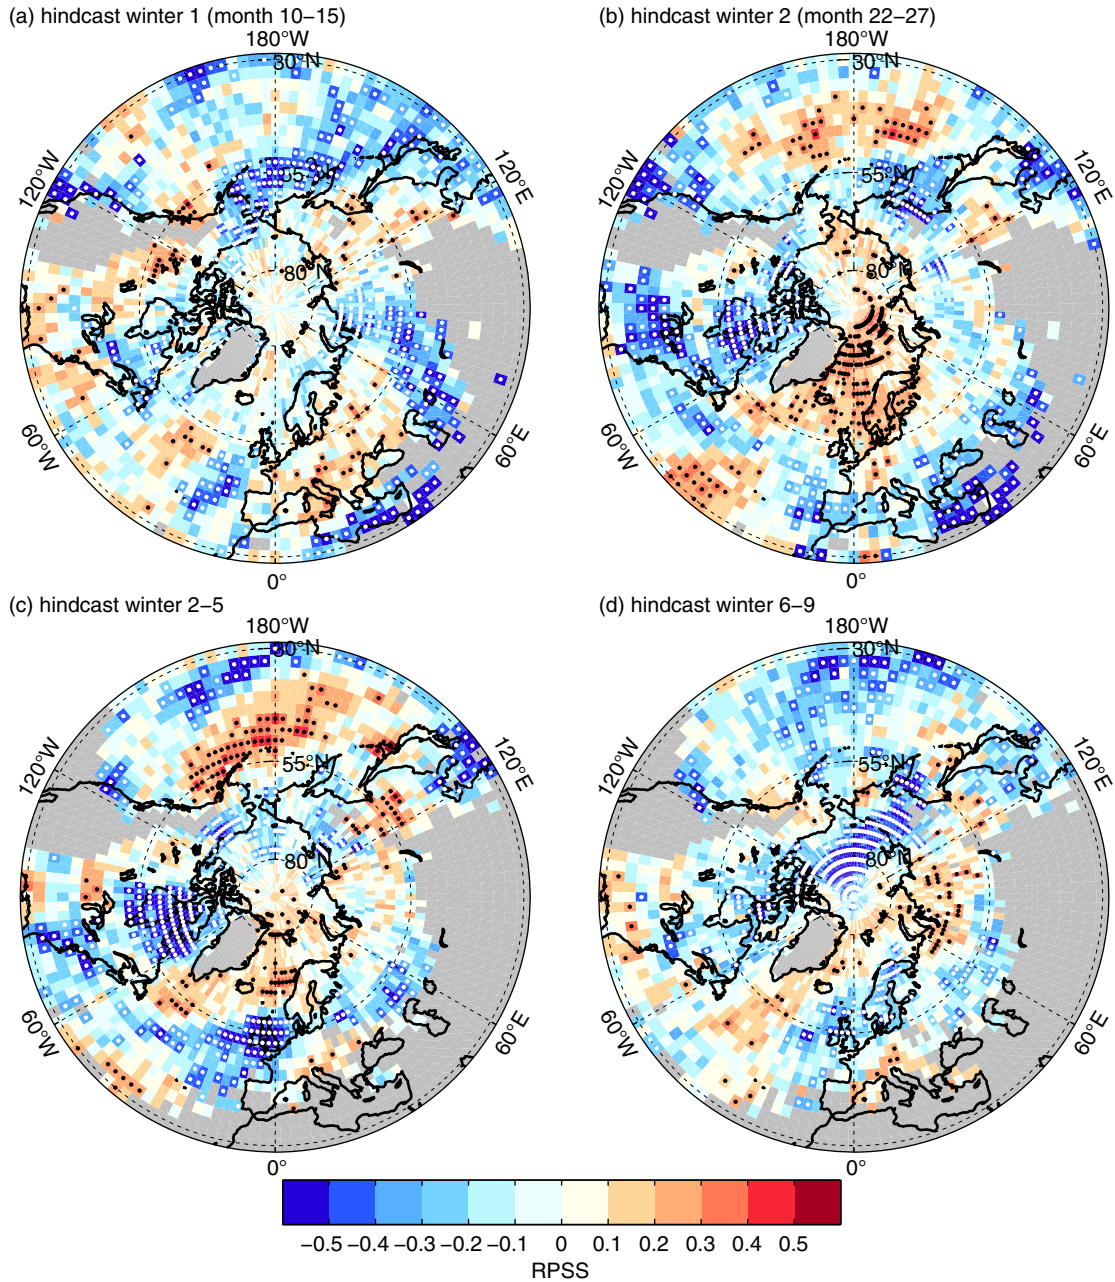 (a) hindcast winter 1 (month 10−15)
180°W
30°N
55°N
80°N
120°W
120°E
60°W
60°E
0°
(b) hindcast winter 2 (month 22−27)
180°W
30°N
55°N
80°N
120°W
120°E
60°W
60°E
0°
(c) hindcast winter 2−5
180°W
30°N
55°N
80°N
120°W
120°E
60°W
60°E
0°
(d) hindcast winter 6−9
180°W
30°N
55°N
80°N
120°W
120°E
60°W
60°E
0°
−0.5 −0.4 −0.3 −0.2 −0.1 0 0.1 0.2 0.3 0.4 0.5
RPSS